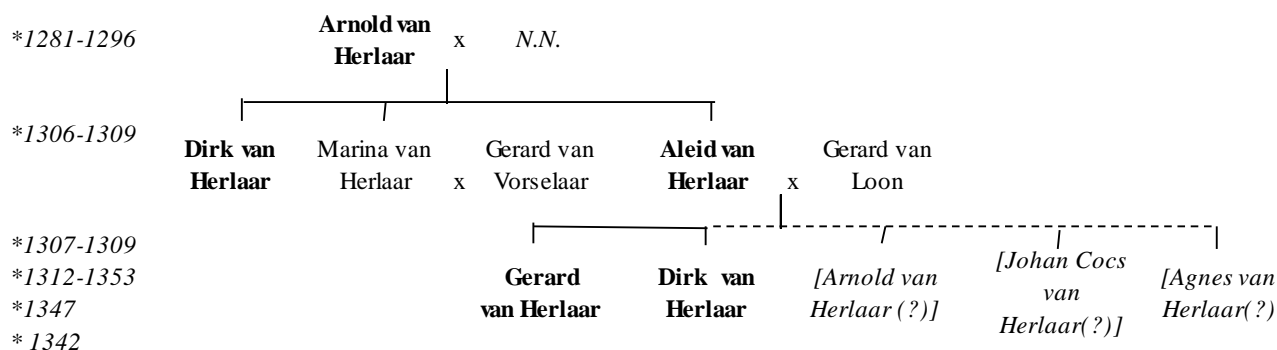 *1281-1296
Arnold van
Herlaar
x
N.N.
*1306-1309
Dirk van
Herlaar
Marina van
Herlaar
x
Gerard van
Vorselaar
Aleid van
Herlaar
x
Gerard van
Loon
*1307-1309
*1312-1353
*1347
* 1342
Gerard
van Herlaar
Dirk van
Herlaar
[Arnold van
Herlaar (?)]
[Johan Cocs
van
Herlaar(?)]
[Agnes van
Herlaar(?)